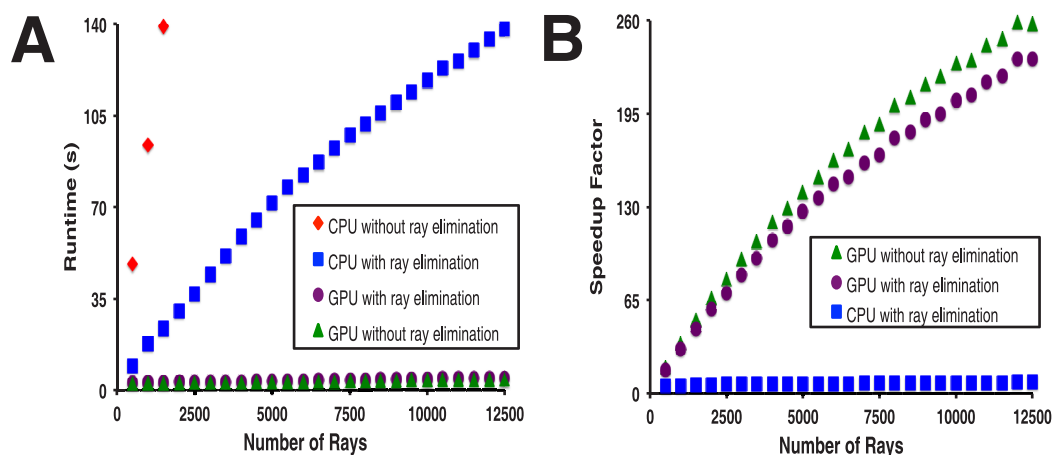 A
140
105
70
35
0
Runtime (s)
CPU without ray elimination
CPU with ray elimination
GPU with ray elimination
GPU without ray elimination
0 2500 5000 7500 10000 12500
Number of Rays
B
260
195
130
65
0
Speedup Factor
GPU without ray elimination
GPU with ray elimination
CPU with ray elimination
0 2500 5000 7500 10000 12500
Number of Rays